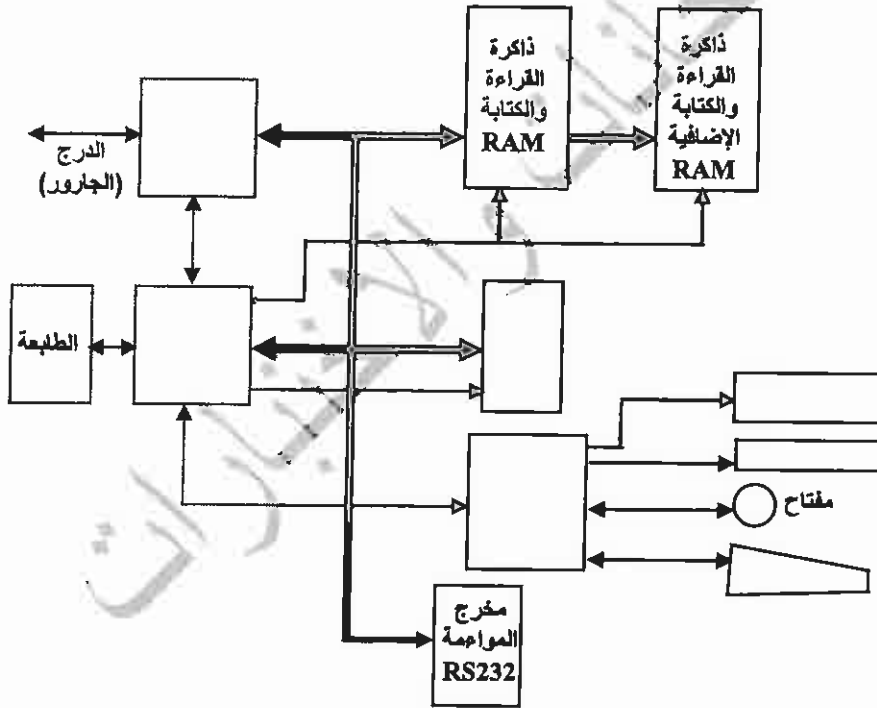 ذاكرة
القراءة
والكتابة
RAM
ذاكرة
القراءة
والكتابة
الإضافية
RAM
الدرج
(الجارور)
الطابعة
مفتاح
مخرج
المواءمة
RS232